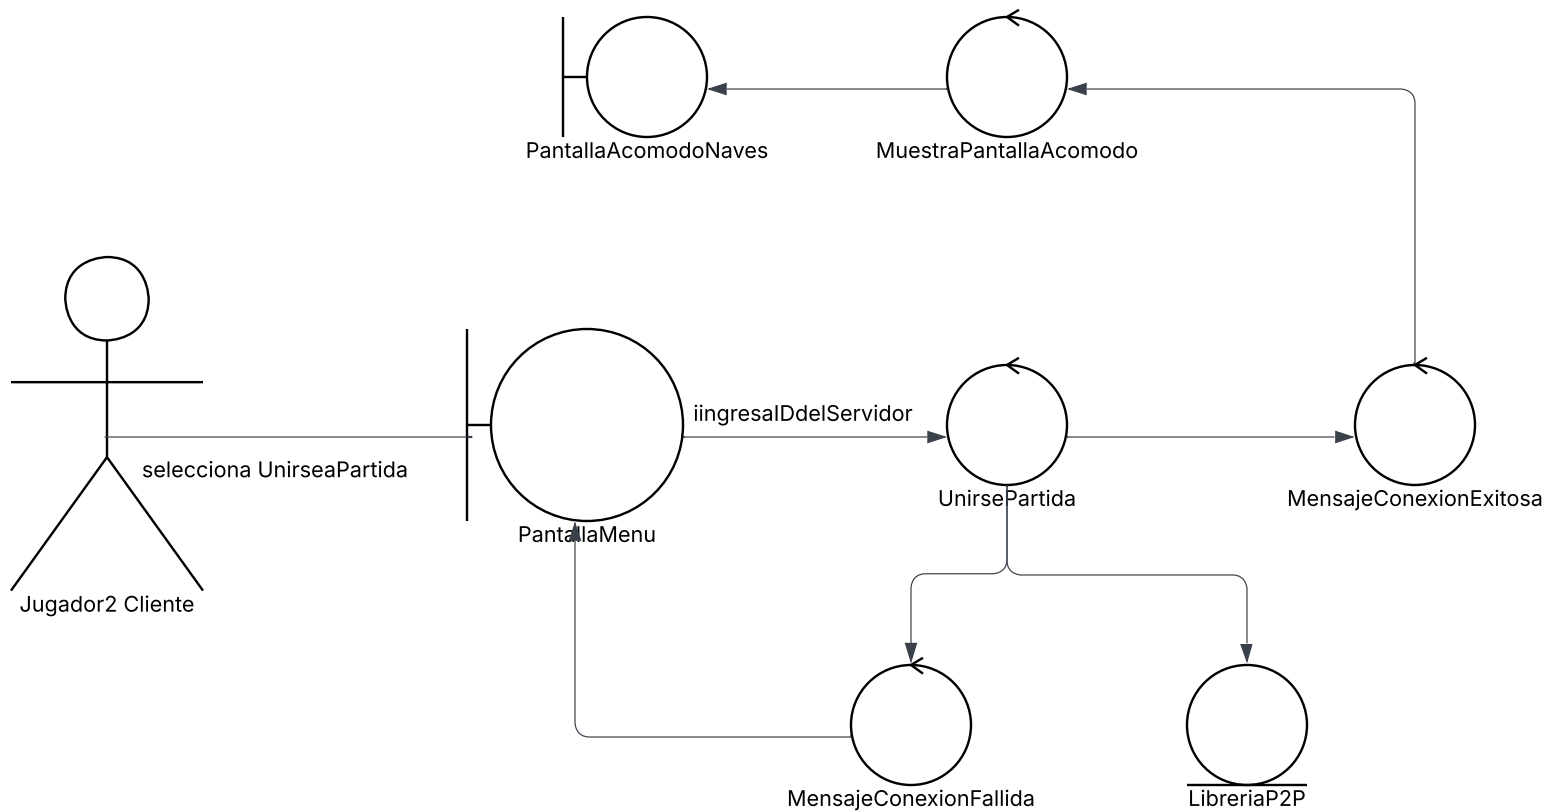 PantallaAcomodoNaves
MuestraPantallaAcomodo
iingresaIDdelServidor
selecciona UnirseaPartida
UnirsePartida
MensajeConexionExitosa
PantallaMenu
Jugador2 Cliente
MensajeConexionFallida
LibreriaP2P